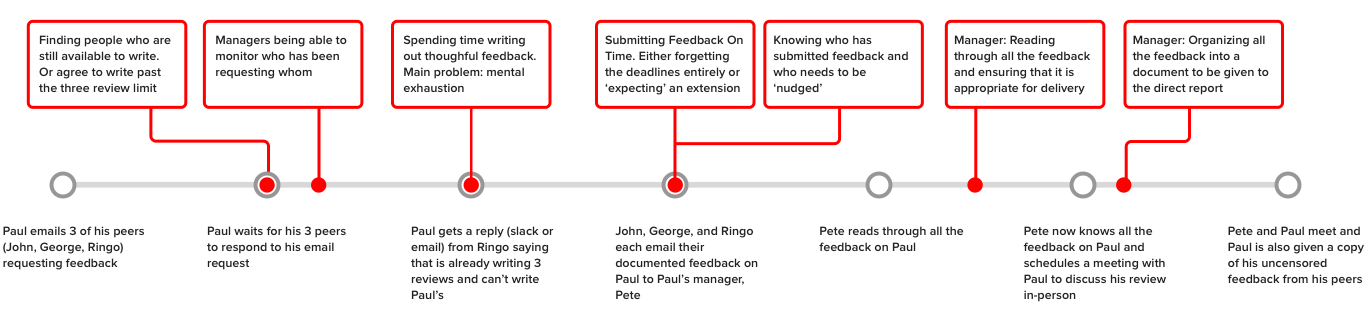 Finding people who are
still available to write.
Or agree to write past
the three review limit
Managers being able to
monitor who has been
requesting whom
Spending time writing
out thoughful feedback.
Main problem: mental
exhaustion
Submitting Feedback On
Time. Either forgetting
the deadlines entirely or
‘expecting’ an extension
Knowing who has
submitted feedback and
who needs to be
‘nudged’
Manager: Reading
through all the feedback
and ensuring that it is
appropriate for delivery
Manager: Organizing all
the feedback into a
document to be given to
the direct report
Paul emails 3 of his peers
(John, George, Ringo)
requesting feedback
Paul waits for his 3 peers
to respond to his email
request
Paul gets a reply (slack or
email) from Ringo saying
that is already writing 3
reviews and can’t write
Paul’s
John, George, and Ringo
each email their
documented feedback on
Paul to Paul’s manager,
Pete
Pete reads through all the
feedback on Paul
Pete now knows all the
feedback on Paul and
schedules a meeting with
Paul to discuss his review
in-person
Pete and Paul meet and
Paul is also given a copy
of his uncensored
feedback from his peers